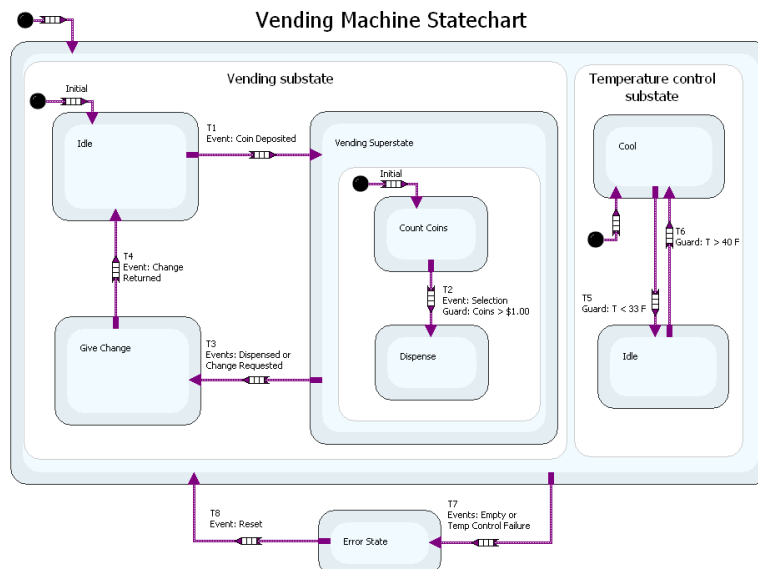 Vending Machine Statechart
Vending substate
Temperature control
substate
Initial
Idle
T1
Event: Coin Deposited
Vending Superstate
Initial
Count Coins
T2
Event: Selection
Guard: Coins > $1.00
Dispense
T3
Events: Dispensed or
Change Requested
Give Change
T4
Event: Change
Returned
Cool
T6
Guard: T > 40 F
T5
Guard: T < 33 F
Idle
T8
Event: Reset
Error State
T7
Events: Empty or
Temp Control Failure